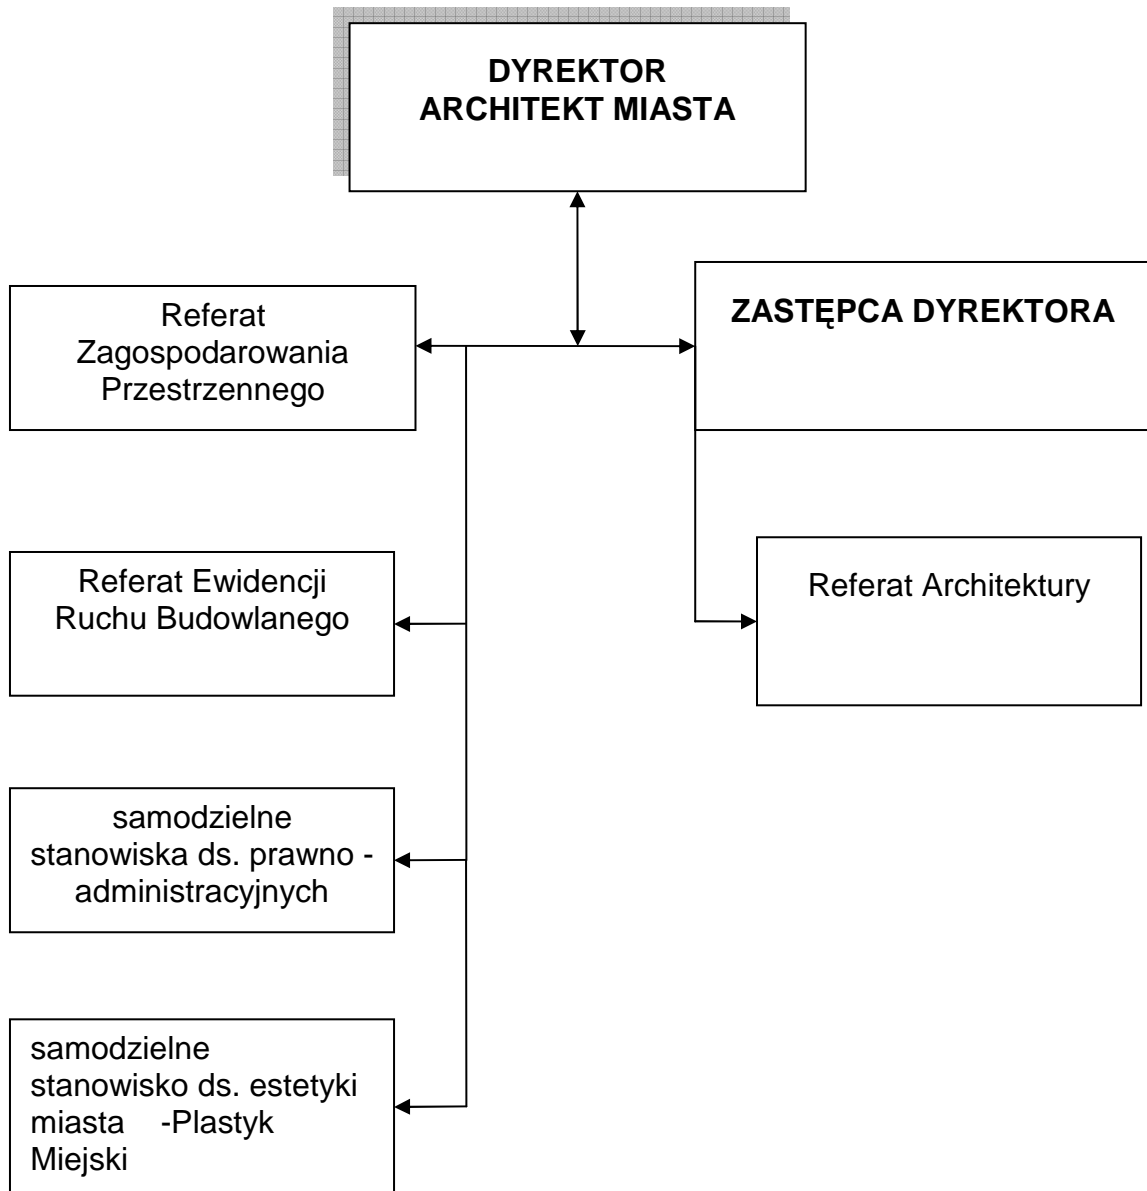 DYREKTOR
ARCHITEKT MIASTA
Referat
Zagospodarowania
Przestrzennego
ZASTĘPCA DYREKTORA
Referat Ewidencji
Ruchu Budowlanego
Referat Architektury
samodzielne
stanowiska ds. prawno -
administracyjnych
samodzielne
stanowisko ds. estetyki
miasta -Plastyk
Miejski